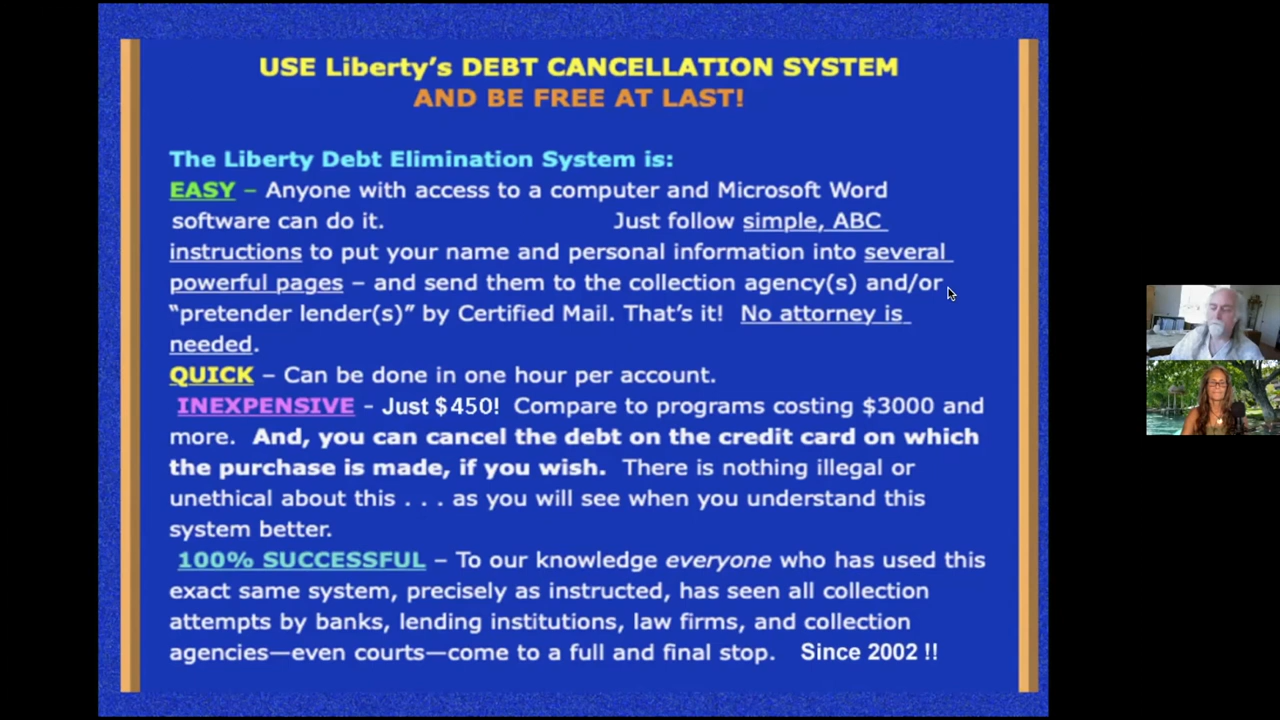 USE Liberty's DEBT CANCELLATION SYSTEM
AND BE FREE AT LAST!
The Liberty Debt Elimination System is:
EASY – Anyone with access to a computer and Microsoft Word
software can do it. Just follow simple, ABC
instructions to put your name and personal information into several
powerful pages – and send them to the collection agency(s) and/or
“pretender lender(s)” by Certified Mail. That's it! No attorney is
needed.
QUICK – Can be done in one hour per account.
INEXPENSIVE - Just $450! Compare to programs costing $3000 and
more. And, you can cancel the debt on the credit card on which
the purchase is made, if you wish. There is nothing illegal or
unethical about this . . . as you will see when you understand this
system better.
100% SUCCESSFUL – To our knowledge everyone who has used this
exact same system, precisely as instructed, has seen all collection
attempts by banks, lending institutions, law firms, and collection
agencies—even courts—come to a full and final stop. Since 2002 !!